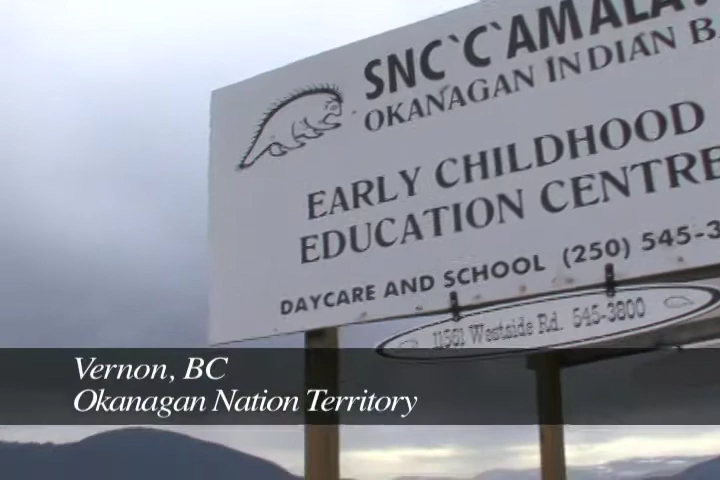 SNC`C`AMALA
OKANAGAN INDIAN
EARLY CHILDHOOD
EDUCATION CENTRE
DAYCARE AND SCHOOL (250) 545-3
11561 Westside Rd. 545-3800
Vernon, BC
Okanagan Nation Territory